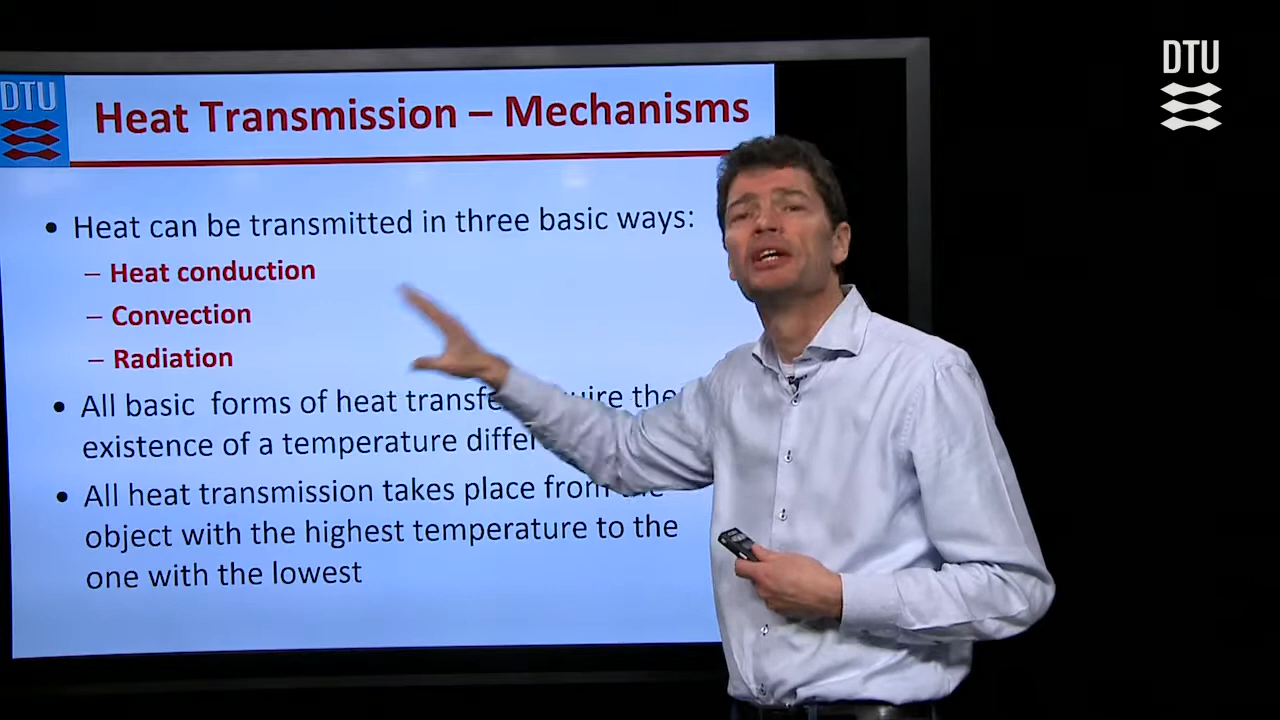 DTU
DTU
Heat Transmission – Mechanisms
• Heat can be transmitted in three basic ways:
– Heat conduction
– Convection
– Radiation
• All basic forms of heat the
existence of a temperature
• All heat transmission takes place from
object with the highest temperature to the
one with the lowest